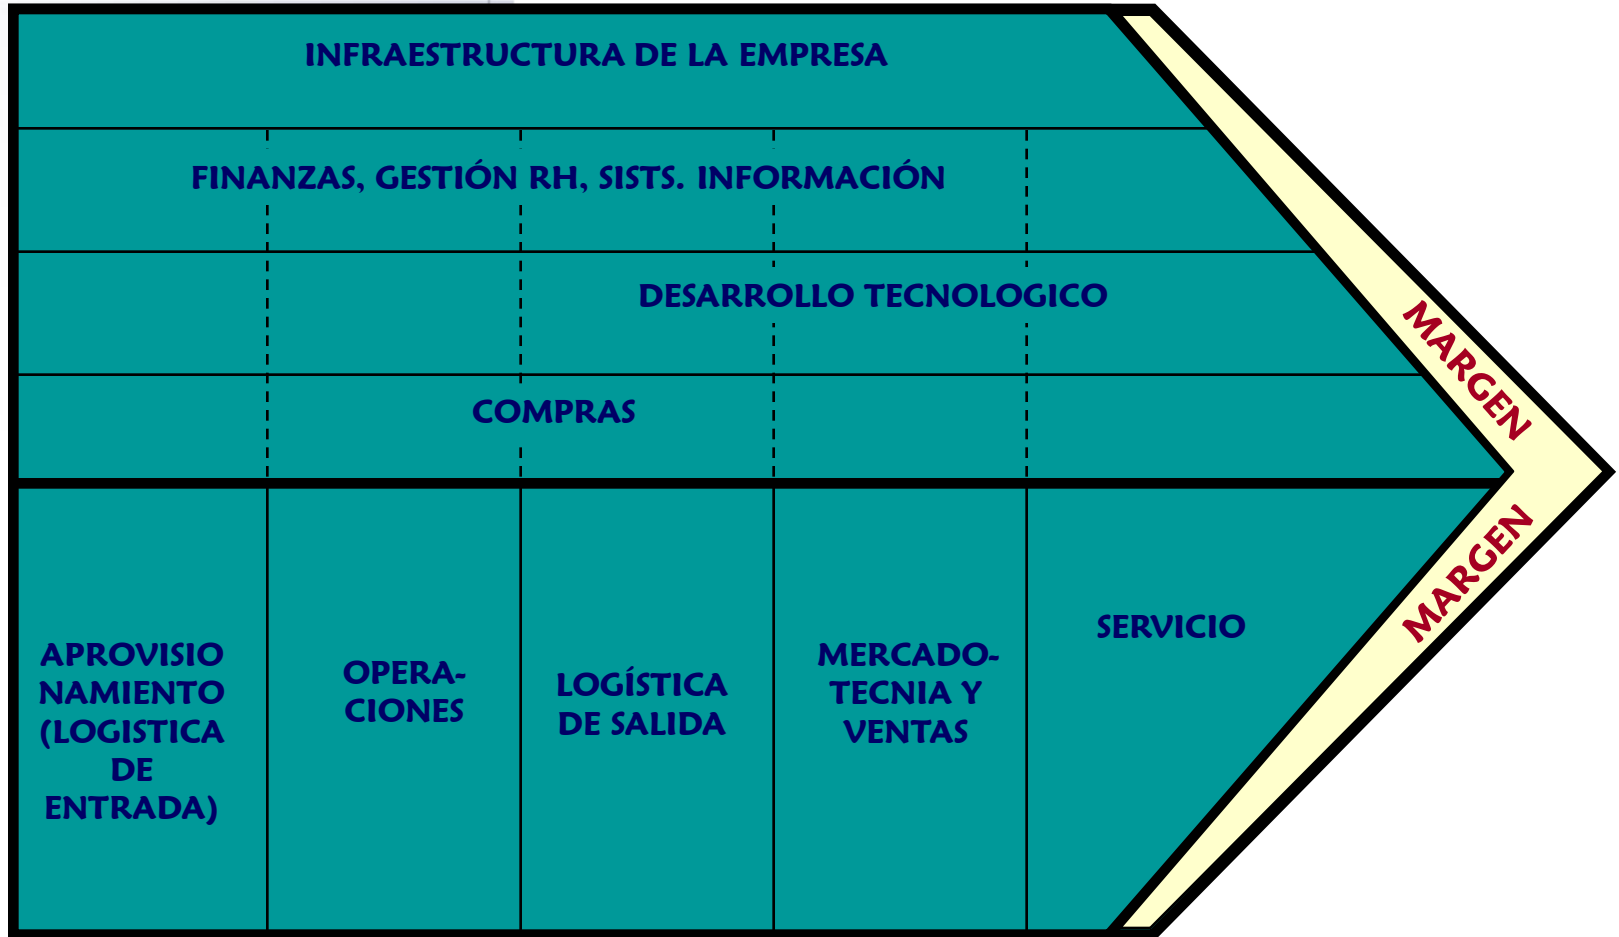 INFRAESTRUCTURA DE LA EMPRESA
FINANZAS, GESTIÓN RH, SISTS. INFORMACIÓN
DESARROLLO TECNOLOGICO
COMPRAS
MARGEN
MARGEN
APROVISIO
NAMIENTO
(LOGISTICA
DE
ENTRADA)
OPERA-
CIONES
LOGÍSTICA
DE SALIDA
MERCADO-
TECNIA Y
VENTAS
SERVICIO